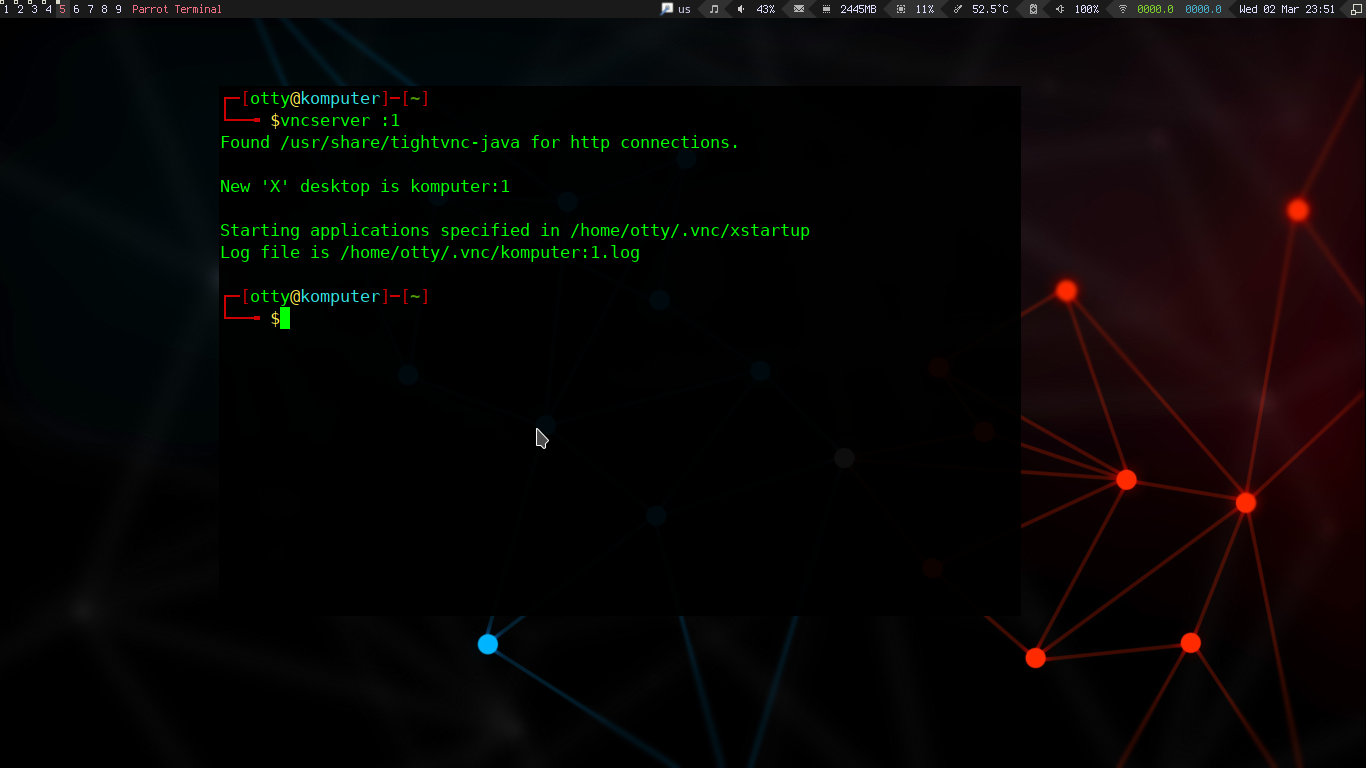 1 2 3 4 5 6 7 8 9 Parrot Terminal us 43% 2445MB 11% 52.5°C 100% 0000.0 0000.0 Wed 02 Mar 23:51
┌─[otty@komputer]─[~]
└──╼ $vncserver :1
Found /usr/share/tightvnc-java for http connections.
New 'X' desktop is komputer:1
Starting applications specified in /home/otty/.vnc/xstartup
Log file is /home/otty/.vnc/komputer:1.log
┌─[otty@komputer]─[~]
└──╼ $